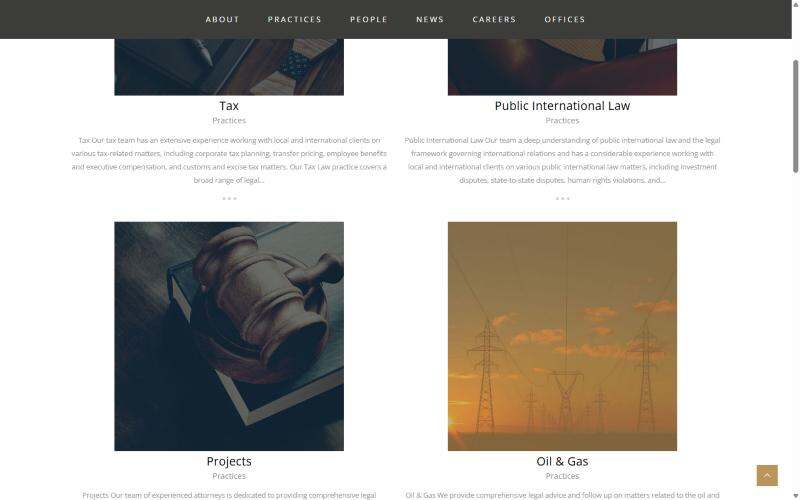 ABOUT PRACTICES PEOPLE NEWS CAREERS OFFICES
Tax
Practices
Tax Our tax team has an extensive experience working with local and international clients on
various tax-related matters, including corporate tax planning, transfer pricing, employee benefits
and executive compensation, and customs and excise tax matters. Our Tax Law practice covers a
broad range of legal...
Public International Law
Practices
Public International Law Our team a deep understanding of public international law and the legal
framework governing international relations and has a considerable experience working with
local and international clients on various public international law matters, including investment
disputes, state-to-state disputes, human rights violations, and...
Projects
Practices
Projects Our team of experienced attorneys is dedicated to providing comprehensive legal
Oil & Gas
Practices
Oil & Gas We provide comprehensive legal advice and follow up on matters related to the oil and